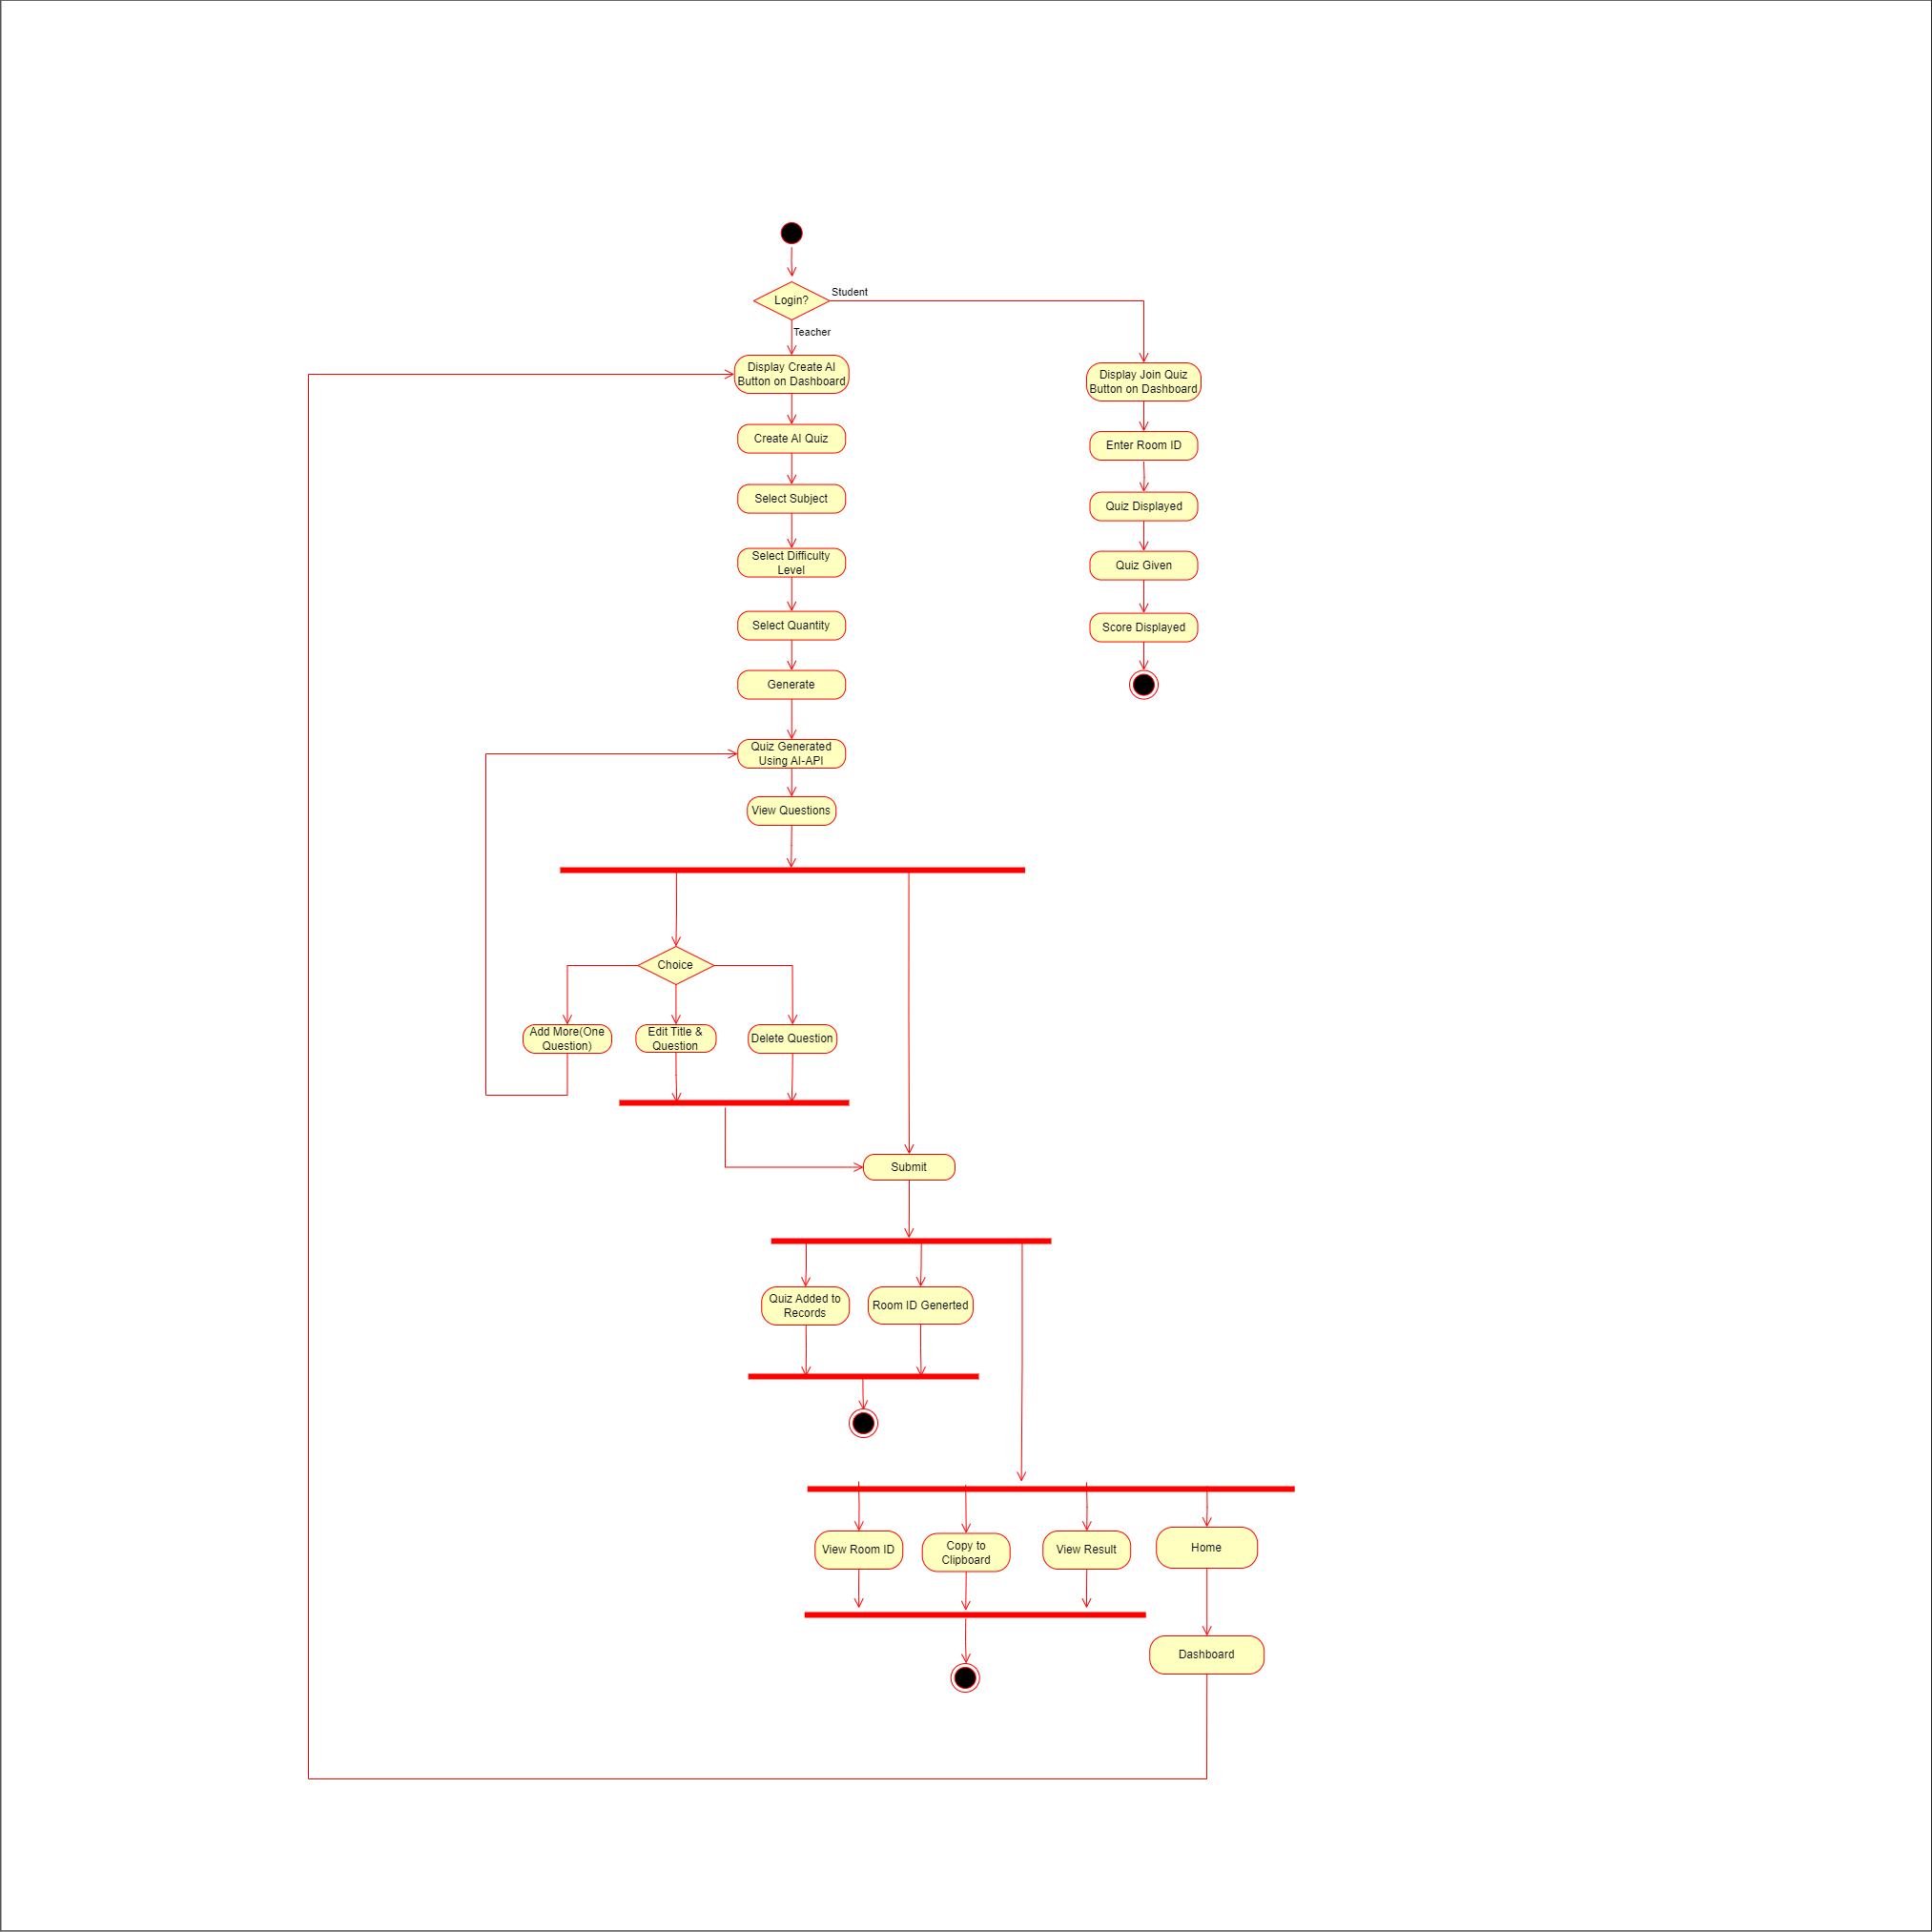 Login?
Student
Teacher
Display Create AI
Button on Dashboard
Display Join Quiz
Button on Dashboard
Create AI Quiz
Enter Room ID
Select Subject
Quiz Displayed
Select Difficulty
Level
Quiz Given
Select Quantity
Score Displayed
Generate
Quiz Generated
Using AI-API
View Questions
Choice
Add More(One
Question)
Edit Title &
Question
Delete Question
Submit
Quiz Added to
Records
Room ID Generted
View Room ID
Copy to
Clipboard
View Result
Home
Dashboard